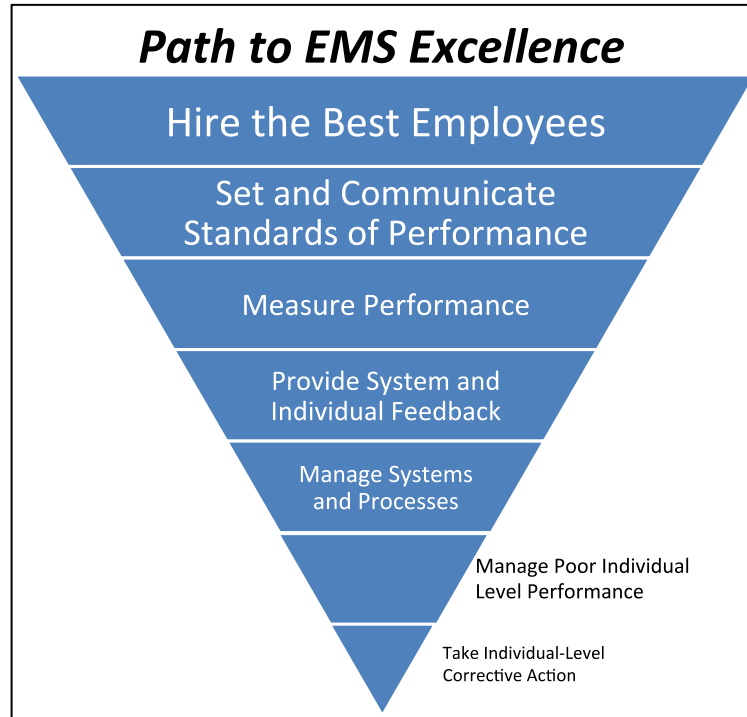 Path to EMS Excellence
Hire the Best Employees
Set and Communicate
Standards of Performance
Measure Performance
Provide System and
Individual Feedback
Manage Systems
and Processes
Manage Poor Individual
Level Performance
Take Individual-Level
Corrective Action